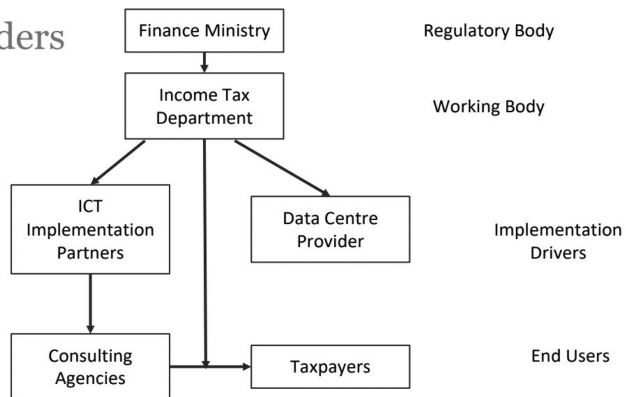 ders
Finance Ministry
Regulatory Body
Income Tax
Department
Working Body
ICT
Implementation
Partners
Data Centre
Provider
Implementation
Drivers
Consulting
Agencies
Taxpayers
End Users